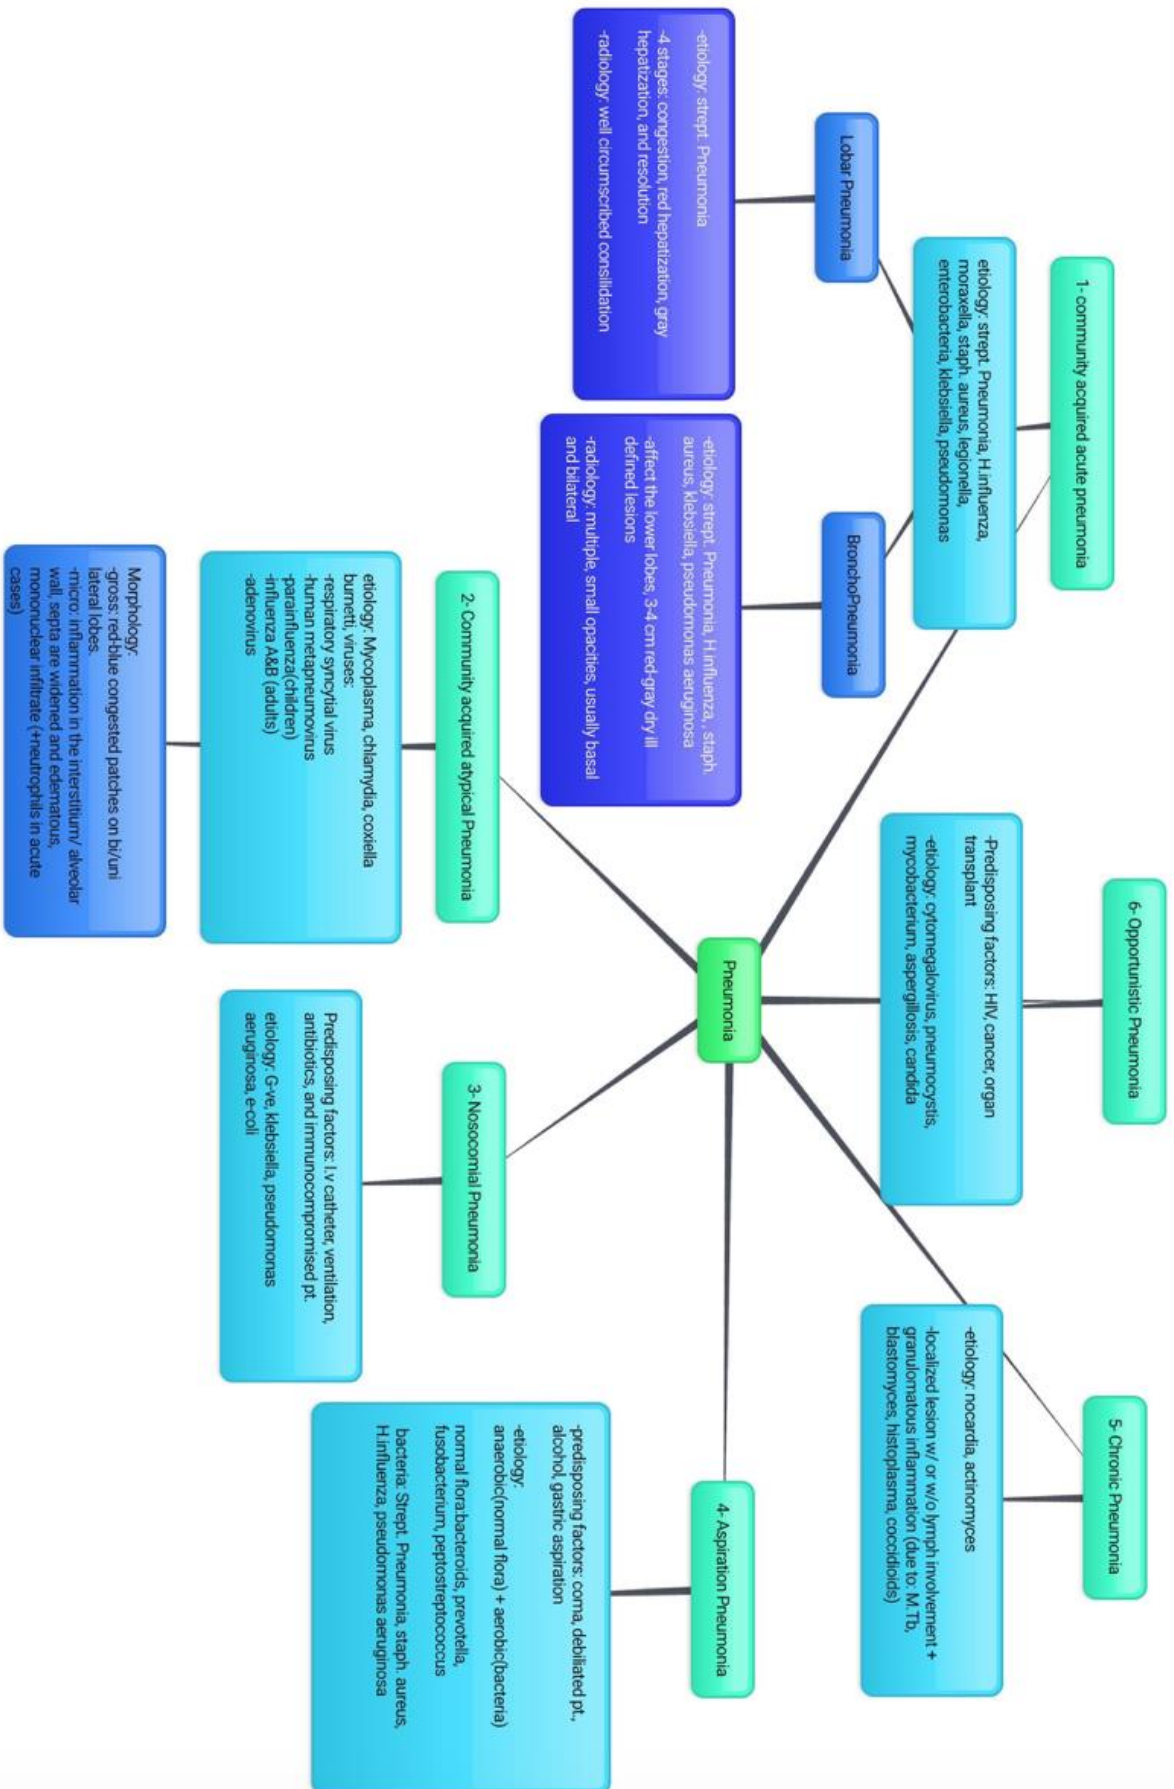 1- community acquired acute pneumonia
etiology: strept. Pneumonia, H.influenza,
moraxella, staph. aureus, legionella,
enterobacteria, klebsiella, pseudomonas
Lobar Pneumonia
-etiology: strept. Pneumonia
-4 stages: congestion, red hepatization, gray
hepatization, and resolution
-radiology: well circumscribed consilidation
BronchoPneumonia
-etiology: strept. Pneumonia, H.influenza, , staph.
aureus, klebsiella, pseudomonas aeruginosa
-affect the lower lobes, 3-4 cm red-gray dry ill
defined lesions
-radiology: multiple, small opacities, usually basal
and bilateral
6- Opportunistic Pneumonia
-Predisposing factors: HIV, cancer, organ
transplant
-etiology: cytomegalovirus, pneumocystis,
mycobacterium, aspergillosis, candida
5- Chronic Pneumonia
-etiology: nocardia, actinomyces
-localized lesion w/ or w/o lymph involvement +
granulomatous inflammation (due to: M.Tb,
blastomyces, histoplasma, coccidioids)
Pneumonia
2- Community acquired atypical Pneumonia
etiology: Mycoplasma, chlamydia, coxiella
burnetti, viruses:
-respiratory syncytial virus
-human metapneumovirus
-parainfluenza(children)
-influenza A&B (adults)
-adenovirus
Morphology:
-gross: red-blue congested patches on bi/uni
lateral lobes.
-micro: inflammation in the interstitium/ alveolar
wall, septa are widened and edematous,
mononuclear infiltrate (+neutrophils in acute
cases)
3- Nosocomial Pneumonia
Predisposing factors: I.v catheter, ventilation,
antibiotics, and immunocompromised pt.
etiology: G-ve, klebsiella, pseudomonas
aeruginosa, e-coli
4- Aspiration Pneumonia
-predisposing factors: coma, debiliated pt.,
alcohol, gastric aspiration
-etiology:
anaerobic(normal flora) + aerobic(bacteria)
normal flora:bacteroids, prevotella,
fusobacterium, peptostreptococcus
bacteria: Strept. Pneumonia, staph. aureus,
H.influenza, pseudomonas aeruginosa